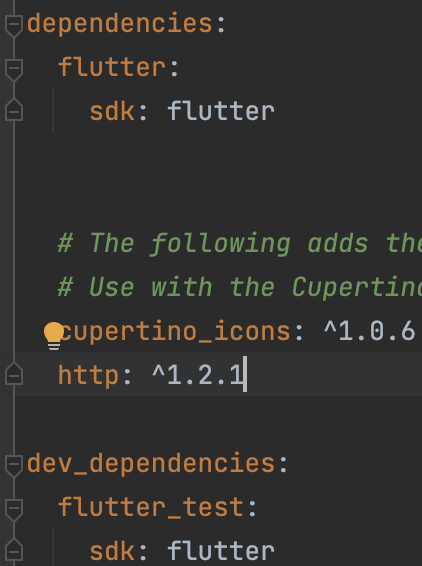 dependencies:
flutter:
sdk: flutter
# The following adds the
# Use with the Cupertino
cupertino_icons: ^1.0.6
http: ^1.2.1
dev_dependencies:
flutter_test:
sdk: flutter